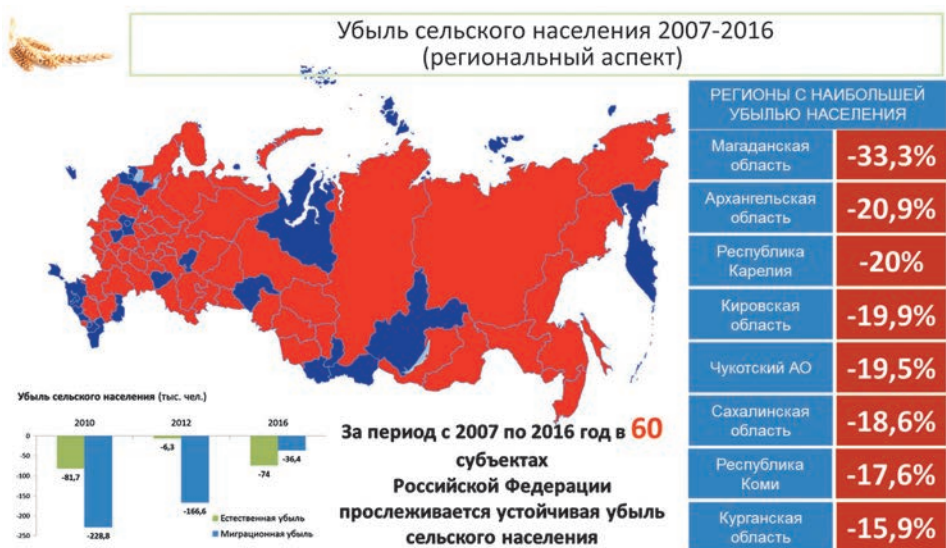 Убыль сельского населения 2007-2016
(региональный аспект)
РЕГИОНЫ С НАИБОЛЬШЕЙ
УБЫЛЬЮ НАСЕЛЕНИЯ
Магаданская
область
-33,3%
Архангельская
область
-20,9%
Республика
Карелия
-20%
Кировская
область
-19,9%
Чукотский АО
-19,5%
Сахалинская
область
-18,6%
Республика
Коми
-17,6%
Курганская
область
-15,9%
Убыль сельского населения (тыс. чел.)
2010
2012
2016
0
-50
-100
-150
-200
-250
-81,7
-228,8
-6,3
-166,6
-74
-36,4
Естественная убыль
Миграционная убыль
За период с 2007 по 2016 год в 60
субъектах
Российской Федерации
прослеживается устойчивая убыль
сельского населения